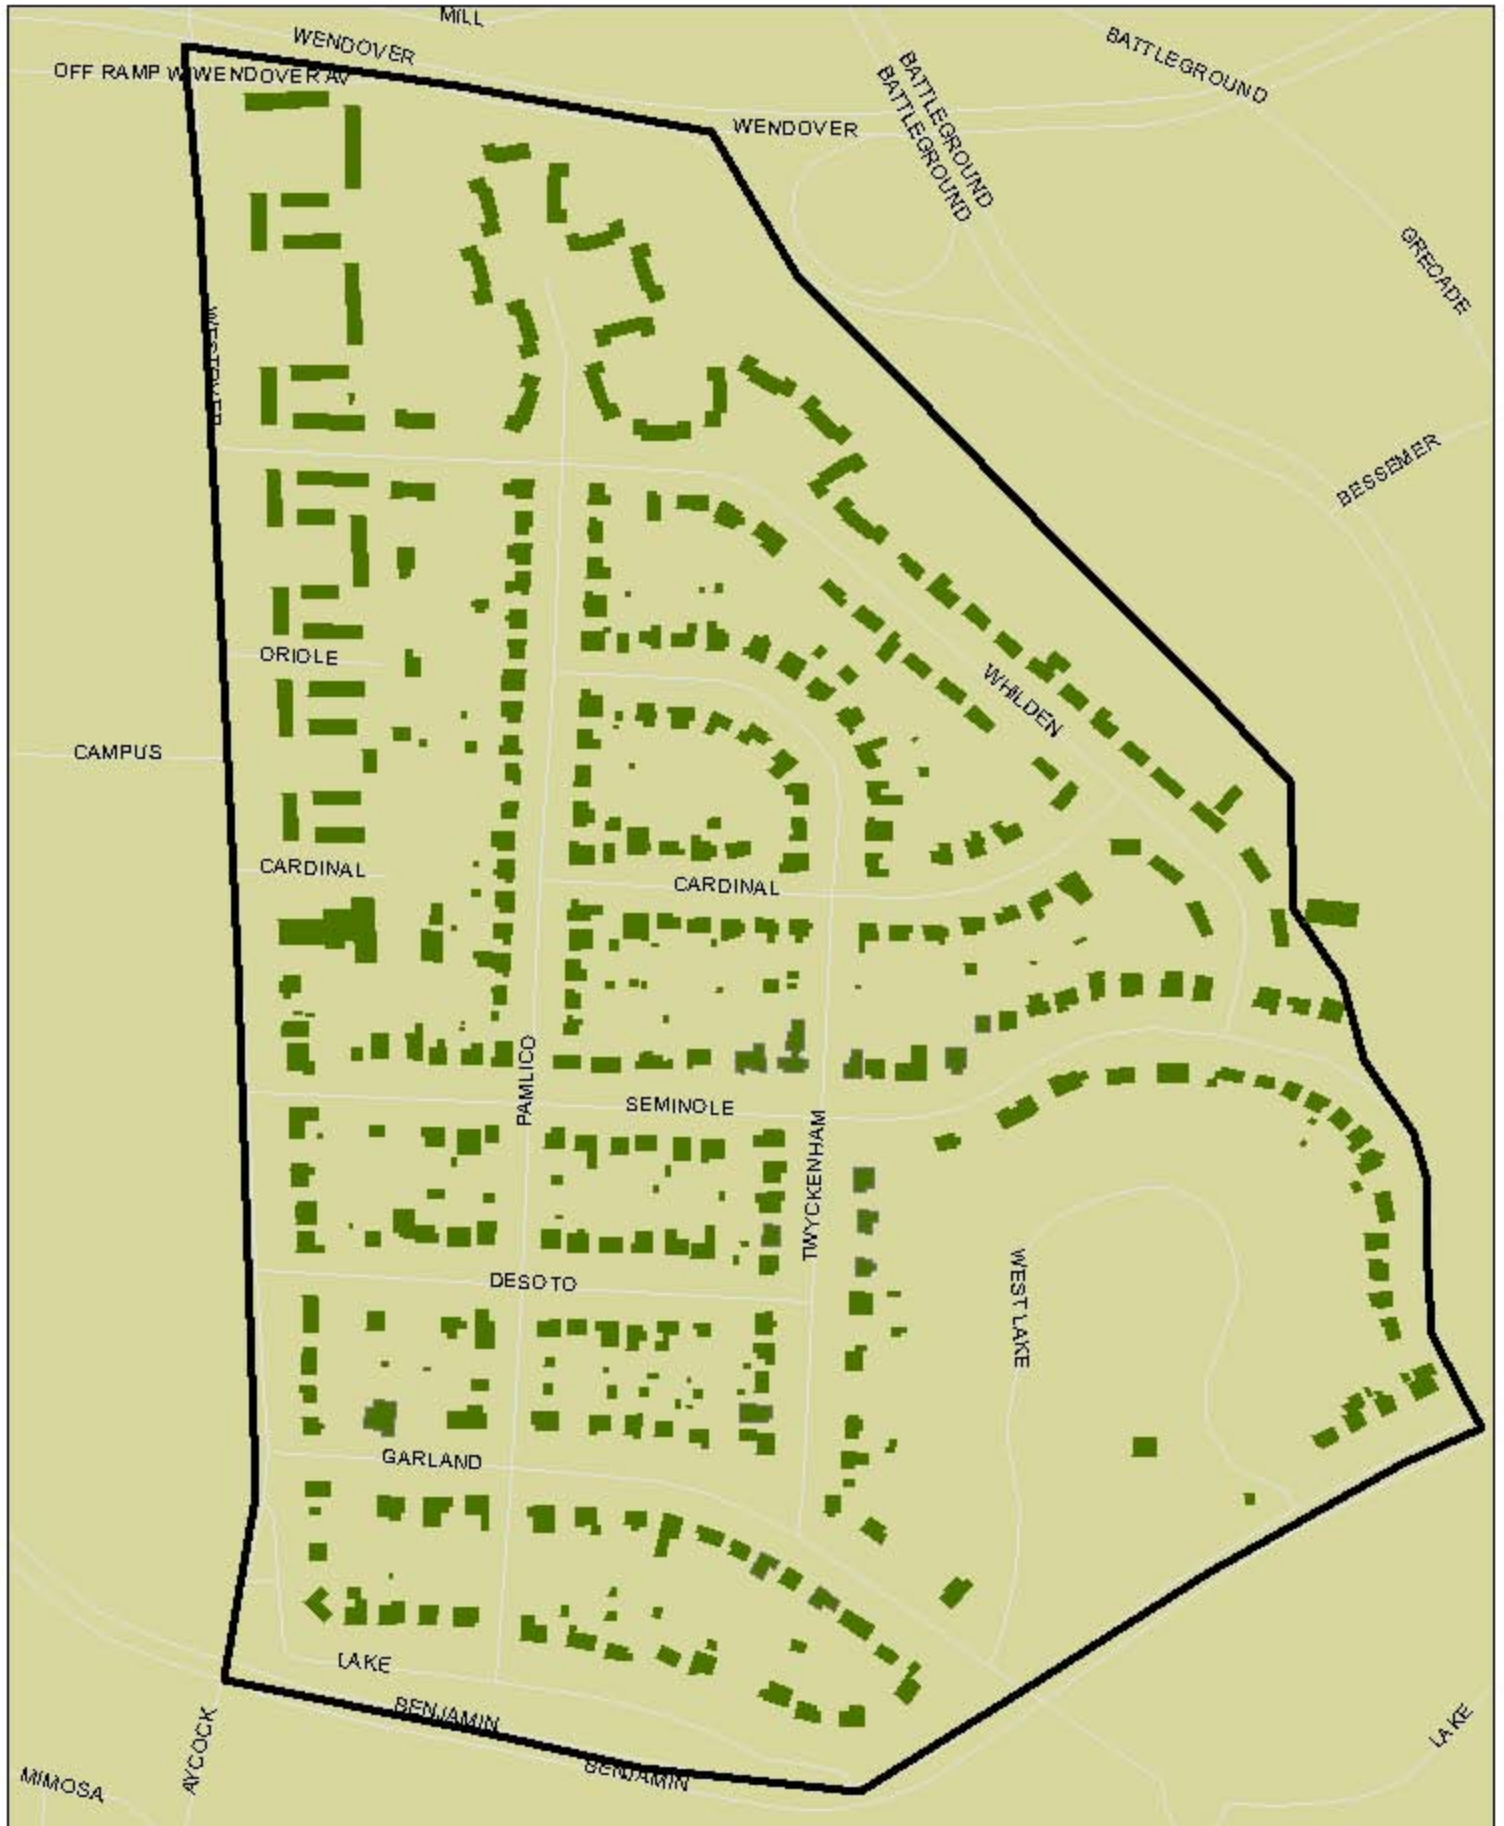 MILL
WENDOVER
BATTLEGROUND
OFF RAMP W WENDOVER AV
BATTLEGROUND
BATTLEGROUND
WENDOVER
GRECADE
WESTOVER
BESSEMER
ORIOLE
WHILDEN
CAMPUS
CARDINAL
CARDINAL
PAMLICO
SEMINOLE
TWYCKENHAM
DESOTO
WEST LAKE
GARLAND
LAKE
BENJAMIN
LAKE
AYCOCK
BENJAMIN
MIMOSA